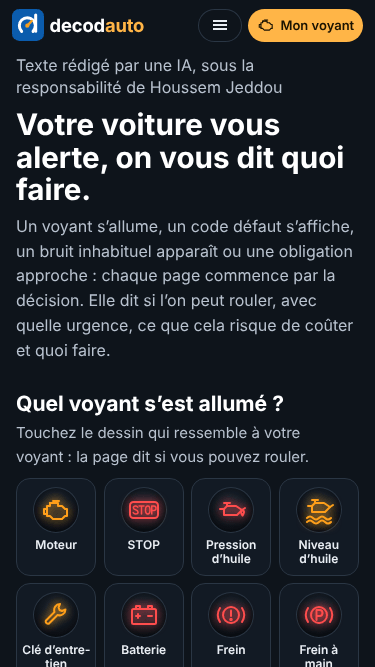 decodauto
Mon voyant
Texte rédigé par une IA, sous la
responsabilité de Houssem Jeddou
Votre voiture vous
alerte, on vous dit quoi
faire.
Un voyant s’allume, un code défaut s’affiche,
un bruit inhabituel apparaît ou une obligation
approche : chaque page commence par la
décision. Elle dit si l’on peut rouler, avec
quelle urgence, ce que cela risque de coûter
et quoi faire.
Quel voyant s’est allumé ?
Touchez le dessin qui ressemble à votre
voyant : la page dit si vous pouvez rouler.
STOP
Moteur
STOP
Pression
d’huile
Niveau
d’huile
P
Clé d’entre-
tien
Batterie
Frein
Frein à
main